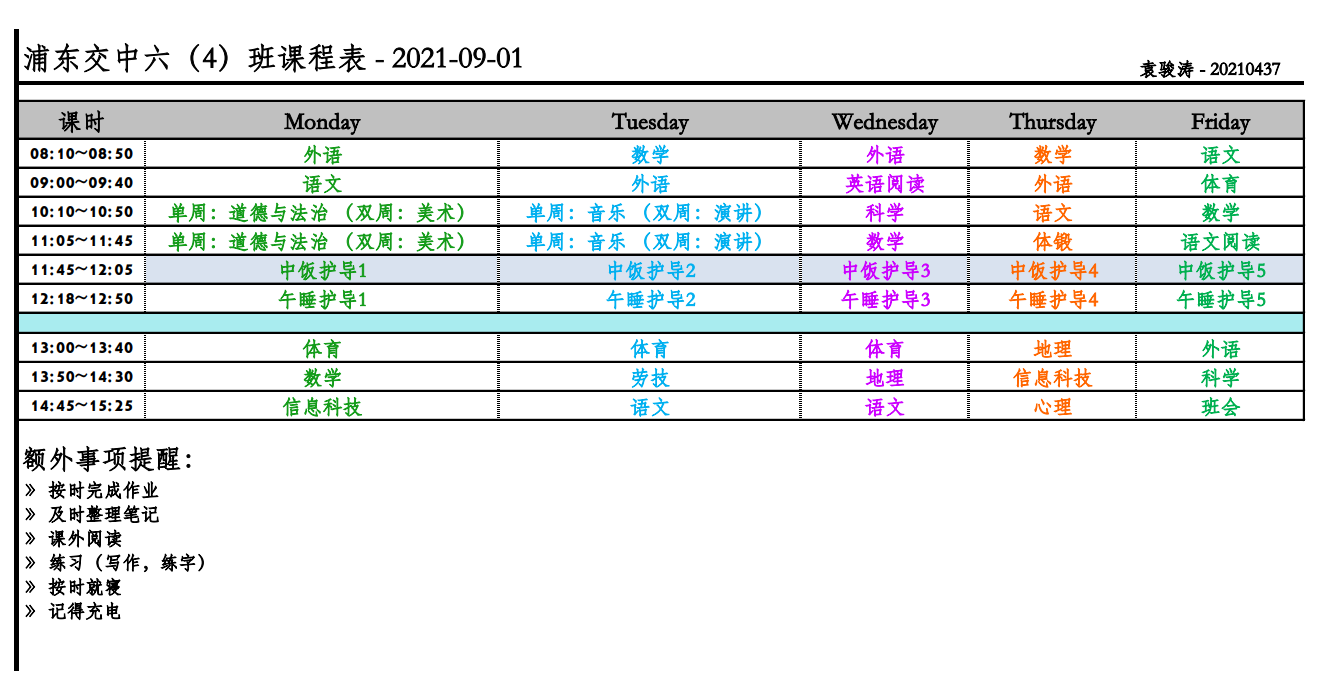 浦东交中六（4）班课程表 - 2021-09-01
袁骏涛 - 20210437
课时 Monday Tuesday Wednesday Thursday Friday
08:10~08:50 外语 数学 外语 数学 语文
09:00~09:40 语文 外语 英语阅读 外语 体育
10:10~10:50 单周：道德与法治（双周：美术） 单周：音乐（双周：演讲） 科学 语文 数学
11:05~11:45 单周：道德与法治（双周：美术） 单周：音乐（双周：演讲） 数学 体锻 语文阅读
11:45~12:05 中饭护导1 中饭护导2 中饭护导3 中饭护导4 中饭护导5
12:18~12:50 午睡护导1 午睡护导2 午睡护导3 午睡护导4 午睡护导5
13:00~13:40 体育 体育 体育 地理 外语
13:50~14:30 数学 劳技 地理 信息科技 科学
14:45~15:25 信息科技 语文 语文 心理 班会
额外事项提醒：
》 按时完成作业
》 及时整理笔记
》 课外阅读
》 练习（写作，练字）
》 按时就寝
》 记得充电